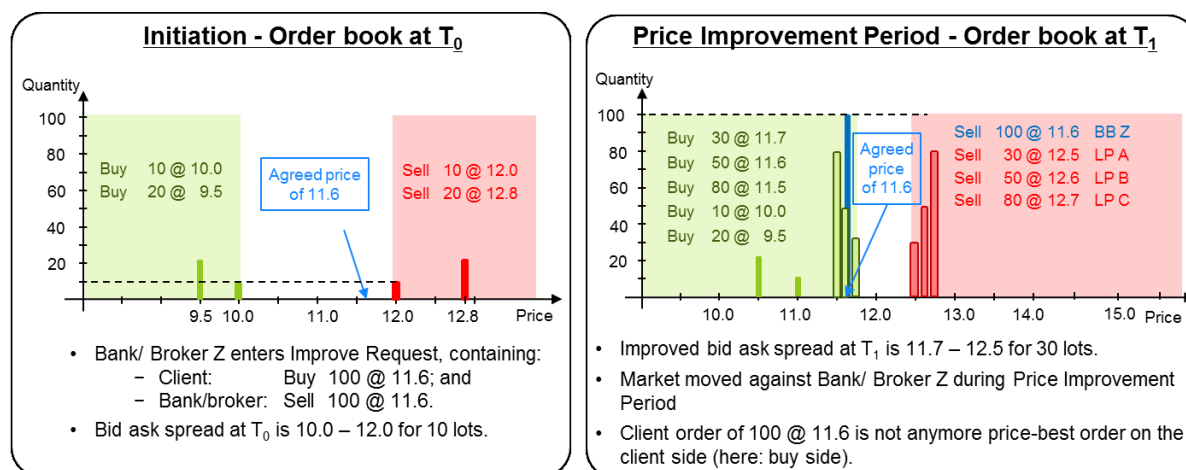 Initiation - Order book at T0
Quantity
100
80
60
40
20
Buy 10 @ 10.0
Buy 20 @ 9.5
Agreed price
of 11.6
Sell 10 @ 12.0
Sell 20 @ 12.8
9.5 10.0 11.0 12.0 12.8 Price
• Bank/ Broker Z enters Improve Request, containing:
− Client: Buy 100 @ 11.6; and
− Bank/broker: Sell 100 @ 11.6.
• Bid ask spread at T0 is 10.0 – 12.0 for 10 lots.
Price Improvement Period - Order book at T1
Quantity
100
80
60
40
20
Buy 30 @ 11.7
Buy 50 @ 11.6
Buy 80 @ 11.5
Buy 10 @ 10.0
Buy 20 @ 9.5
Agreed
price
of 11.6
Sell 100 @ 11.6 BB Z
Sell 30 @ 12.5 LP A
Sell 50 @ 12.6 LP B
Sell 80 @ 12.7 LP C
10.0 11.0 12.0 13.0 14.0 15.0 Price
• Improved bid ask spread at T1 is 11.7 – 12.5 for 30 lots.
• Market moved against Bank/ Broker Z during Price Improvement
Period
• Client order of 100 @ 11.6 is not anymore price-best order on the
client side (here: buy side).